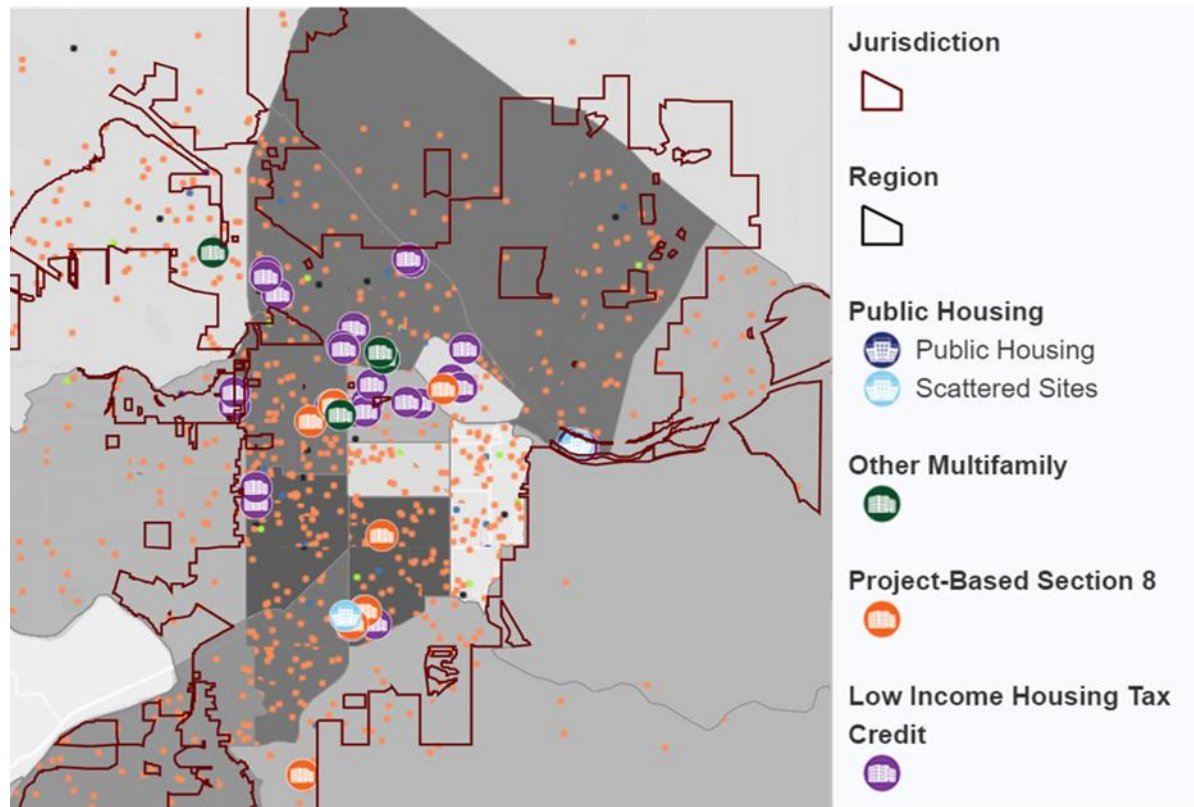 Jurisdiction
Region
Public Housing
Public Housing
Scattered Sites
Other Multifamily
Project-Based Section 8
Low Income Housing Tax
Credit